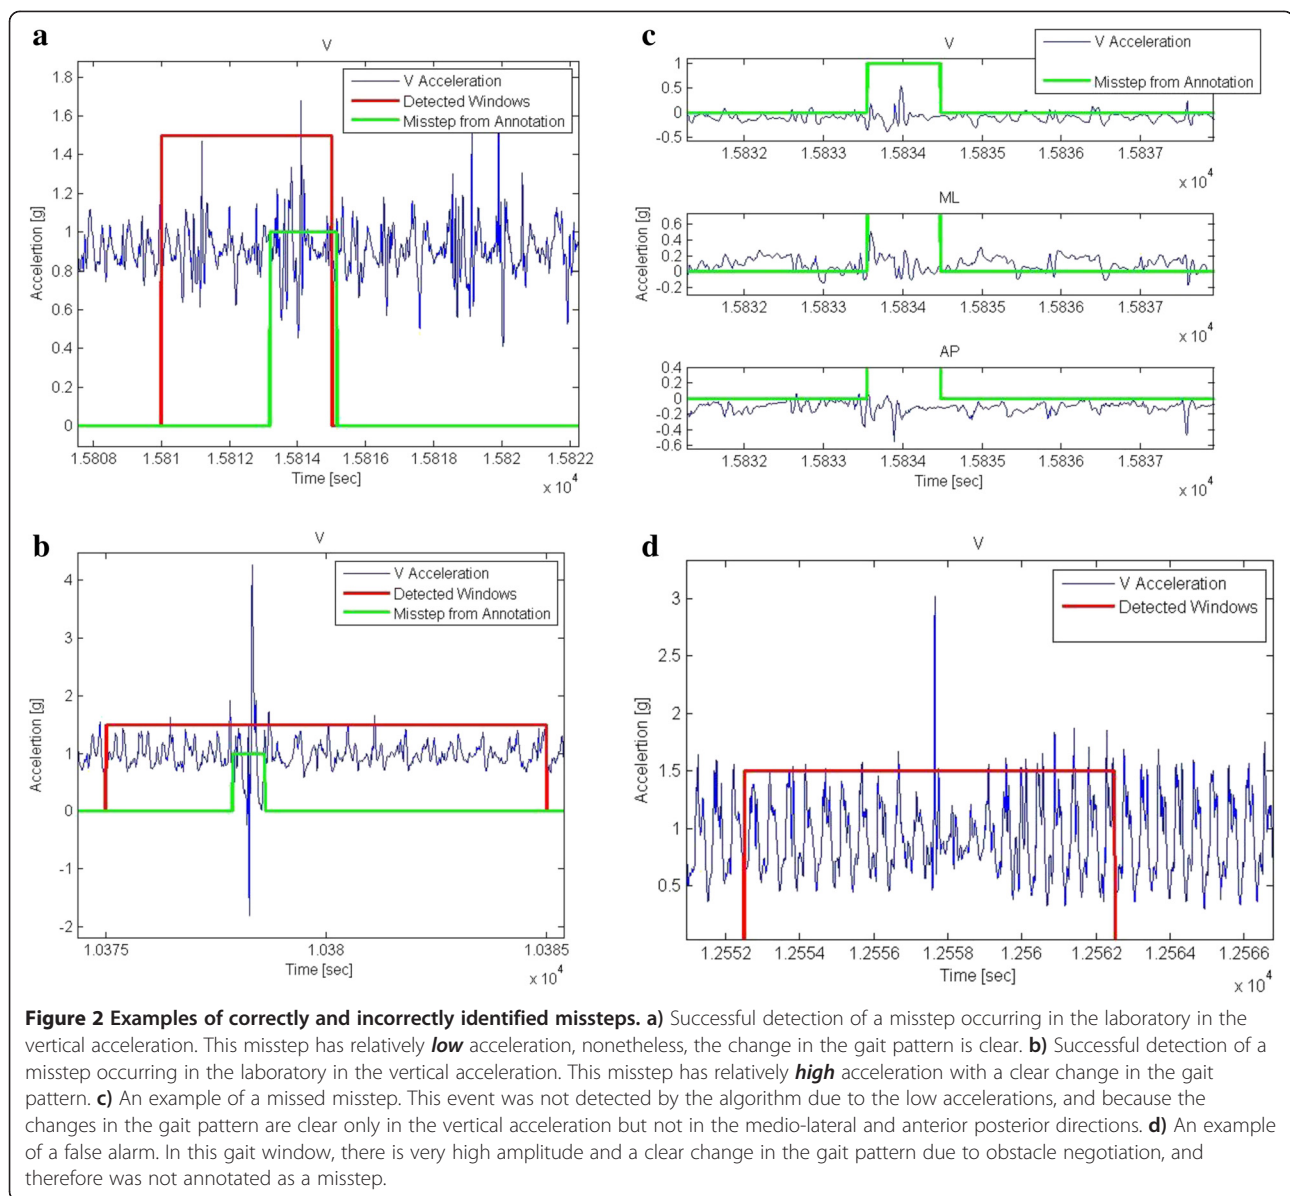 a
V
V Acceleration
Detected Windows
Misstep from Annotation
1.8
1.6
1.4
1.2
1
0.8
0.6
0.4
0.2
0
Accelertion [g]
1.5808 1.581 1.5812 1.5814 1.5816 1.5818 1.582 1.5822
Time [sec]
x 10^4
c
V
V Acceleration
Misstep from Annotation
1
0.5
0
-0.5
1.5832 1.5833 1.5834 1.5835 1.5836 1.5837
x 10^4
ML
0.6
0.4
0.2
0
-0.2
Accelertion [g]
1.5832 1.5833 1.5834 1.5835 1.5836 1.5837
x 10^4
AP
0.4
0.2
0
-0.2
-0.4
-0.6
1.5832 1.5833 1.5834 1.5835 1.5836 1.5837
Time [sec]
x 10^4
b
V
V Acceleration
Detected Windows
Misstep from Annotation
4
3
2
1
0
-1
-2
Accelertion [g]
1.0375 1.038 1.0385
Time [sec]
x 10^4
d
V
V Acceleration
Detected Windows
3
2.5
2
1.5
1
0.5
Accelertion [g]
1.2552 1.2554 1.2556 1.2558 1.256 1.2562 1.2564 1.2566
Time [sec]
x 10^4
Figure 2 Examples of correctly and incorrectly identified missteps. a) Successful detection of a misstep occurring in the laboratory in the
vertical acceleration. This misstep has relatively low acceleration, nonetheless, the change in the gait pattern is clear. b) Successful detection of a
misstep occurring in the laboratory in the vertical acceleration. This misstep has relatively high acceleration with a clear change in the gait
pattern. c) An example of a missed misstep. This event was not detected by the algorithm due to the low accelerations, and because the
changes in the gait pattern are clear only in the vertical acceleration but not in the medio-lateral and anterior posterior directions. d) An example
of a false alarm. In this gait window, there is very high amplitude and a clear change in the gait pattern due to obstacle negotiation, and
therefore was not annotated as a misstep.